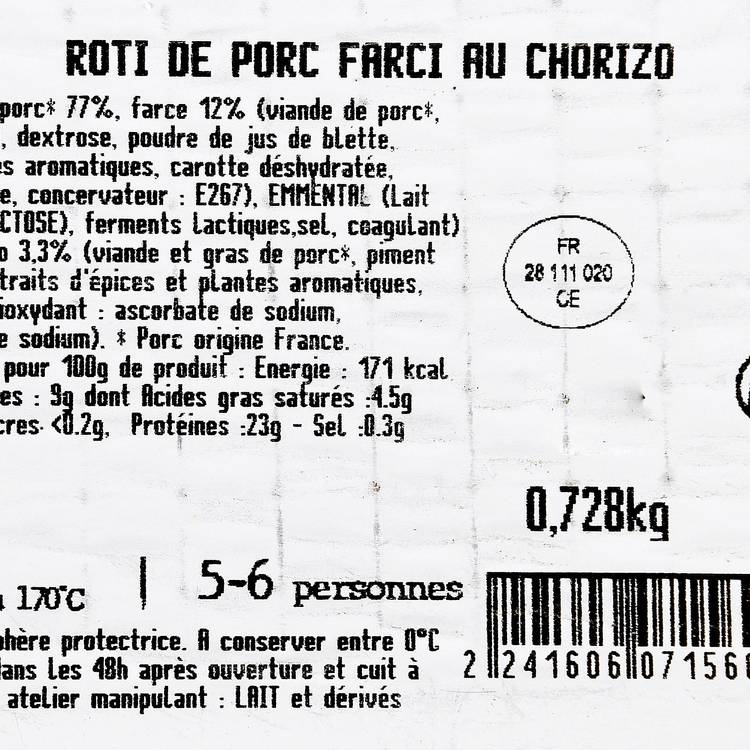 ROTI DE PORC FARCI AU CHORIZO
porc* 77%, farce 12% (viande de porc*,
, dextrose, poudre de jus de blette,
es aromatiques, carotte déshydratée,
e, concervateur : E267), EMMENTAL (Lait
CTOSE), ferments lactiques,sel, coagulant)
o 3,3% (viande et gras de porc*, piment
traits d'épices et plantes aromatiques,
ioxydant : ascorbate de sodium,
e sodium). * Porc origine France.
pour 100g de produit : Energie : 171 kcal
es : 9g dont Acides gras saturés :4.5g
cres <0.2g, Protéines :23g - Sel :0.3g
FR
28 111 020
CE
0,728kg
170°C | 5-6 personnes
phère protectrice. A conserver entre 0°C
dans les 48h après ouverture et cuit à
atelier manipulant : LAIT et dérivés
2 241606 07156